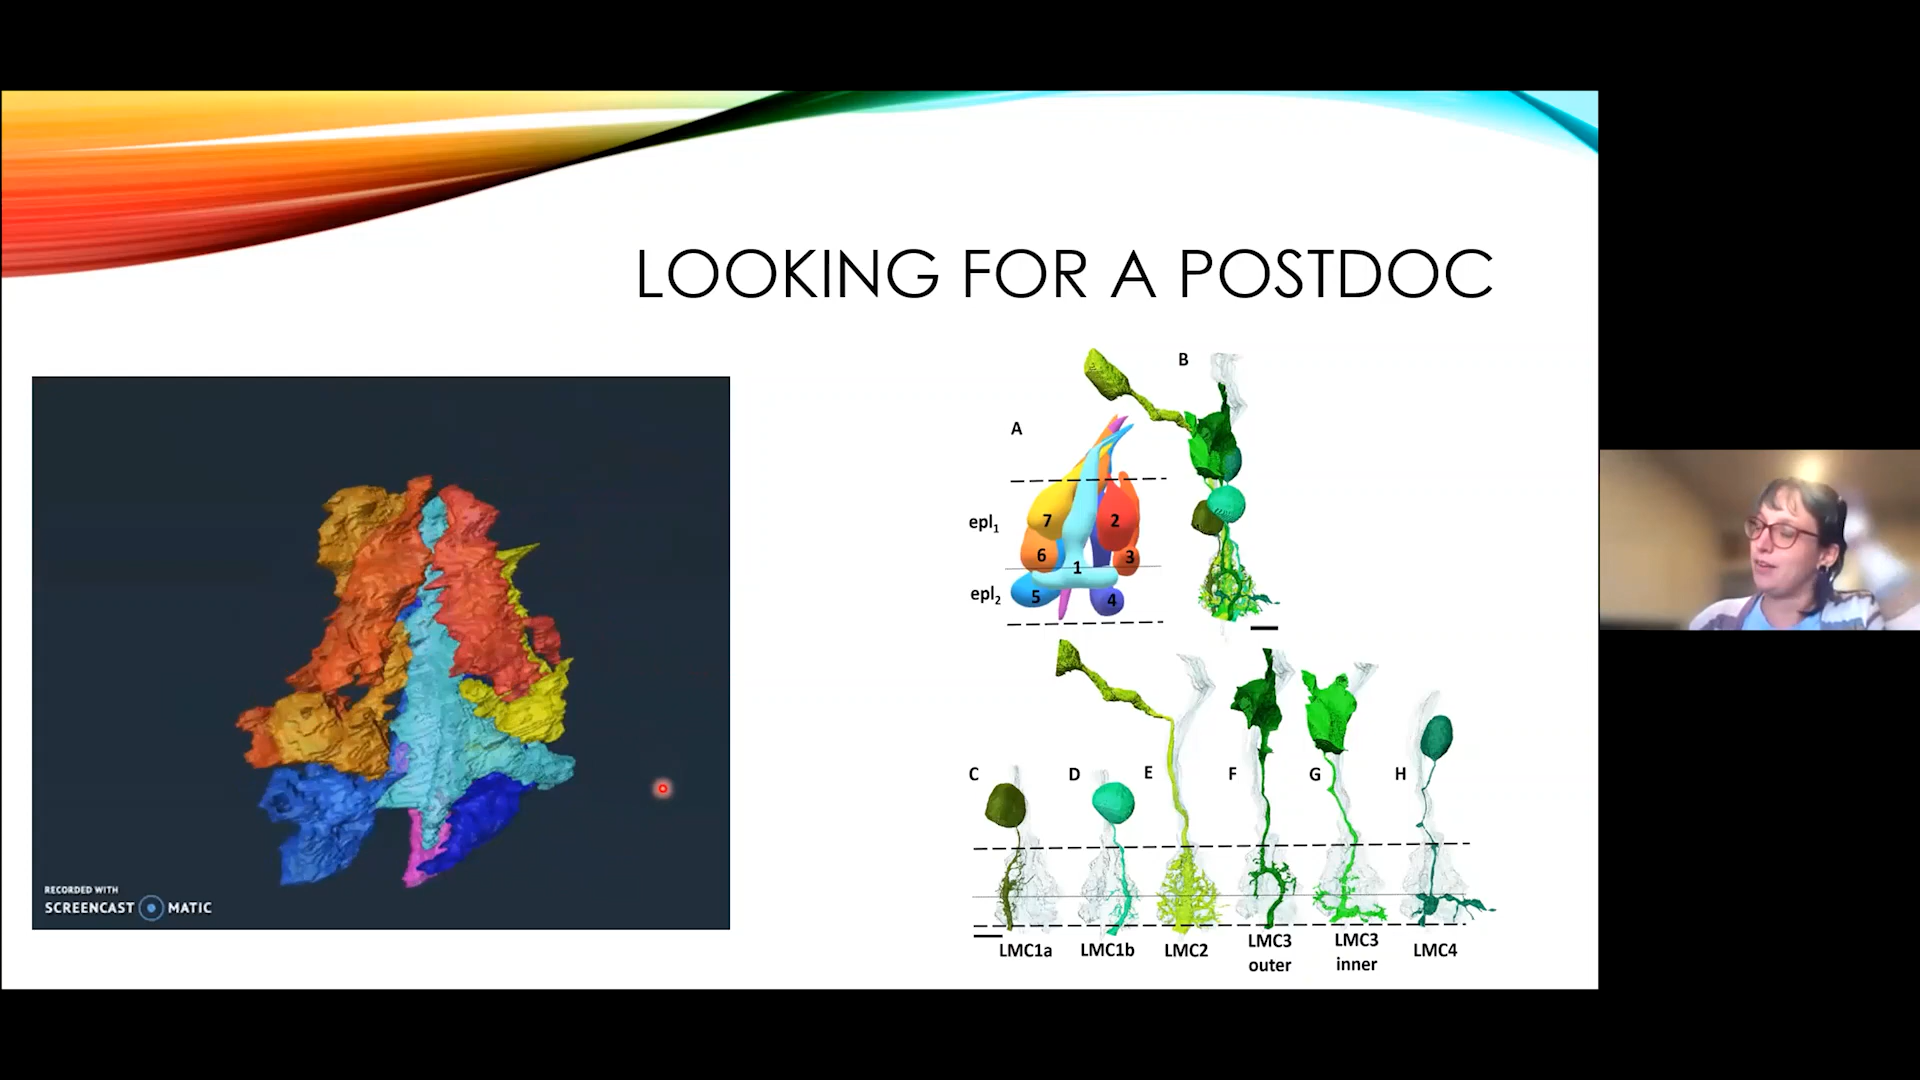 LOOKING FOR A POSTDOC
RECORDED WITH
SCREENCAST MATIC
A
B
epl1
7
2
6
3
1
epl2
5
4
C
D
E
F
G
H
LMC1a
LMC1b
LMC2
LMC3
outer
LMC3
inner
LMC4